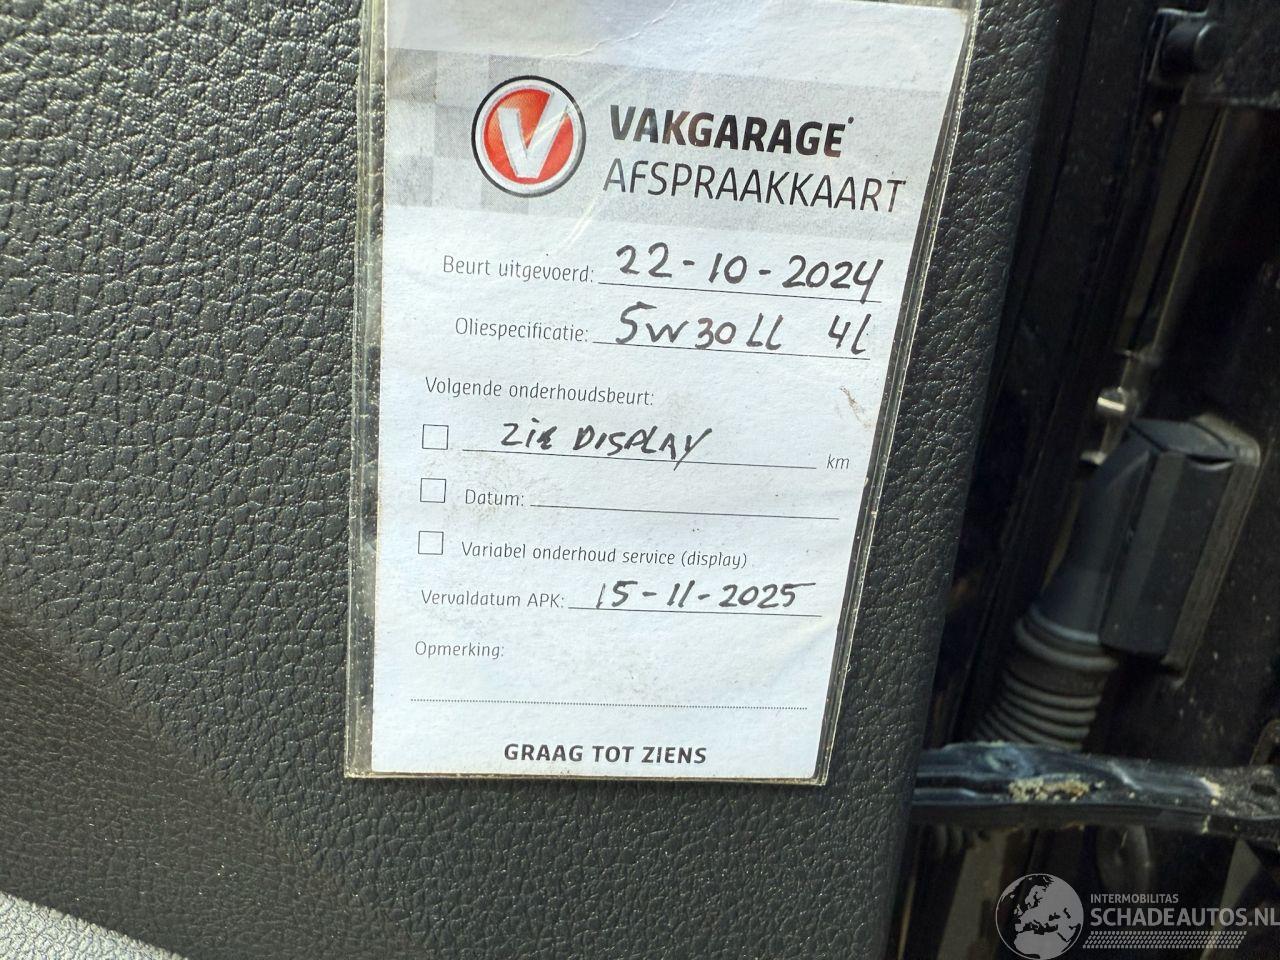 V
VAKGARAGE
AFSPRAAKKAART
Beurt uitgevoerd: 22-10-2024
Oliespecificatie: 5W30LL 4L
Volgende onderhoudsbeurt:
zie DISPLAY km
Datum:
Variabel onderhoud service (display)
Vervaldatum APK: 15-11-2025
Opmerking:
GRAAG TOT ZIENS
INTERMOBILITAS
SCHADEAUTOS.NL